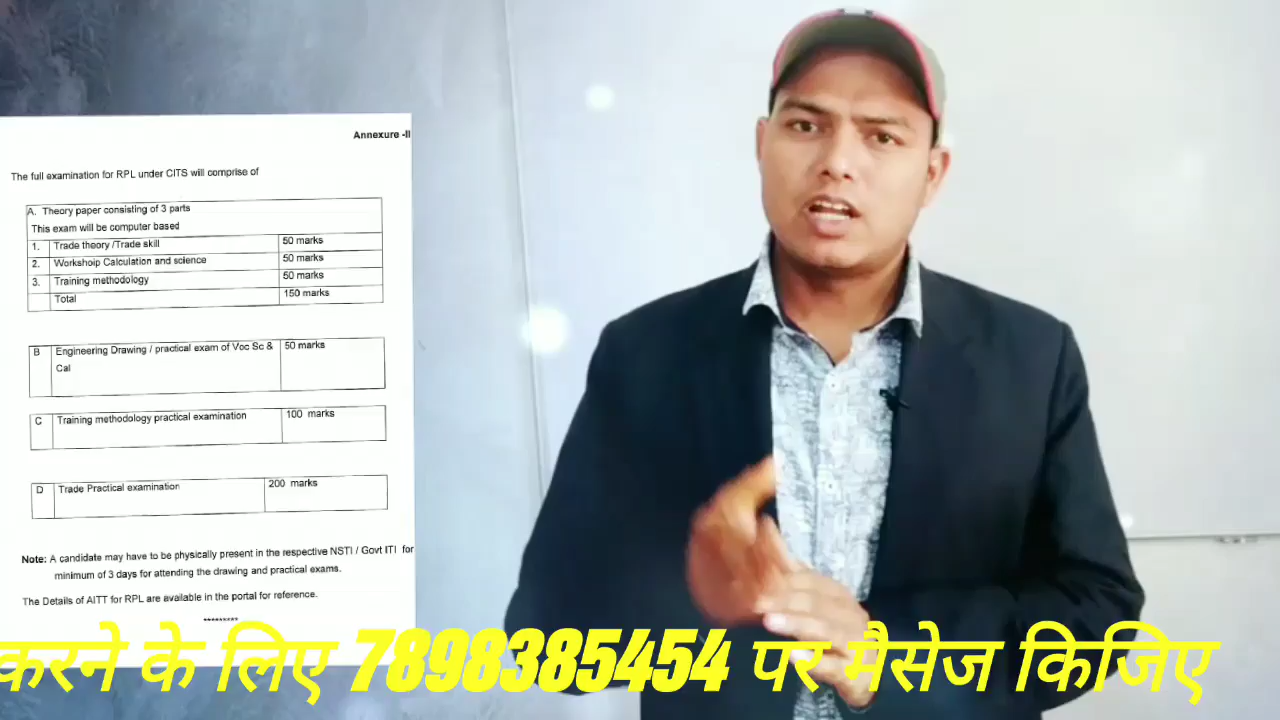 Annexure -II
The full examination for RPL under CITS will comprise of
A. Theory paper consisting of 3 parts
This exam will be computer based
1. Trade theory /Trade skill 50 marks
2. Workshoip Calculation and science 50 marks
3. Training methodology 50 marks
Total 150 marks
B Engineering Drawing / practical exam of Voc Sc & 50 marks
Cal
C Training methodology practical examination 100 marks
D Trade Practical examination 200 marks
Note: A candidate may have to be physically present in the respective NSTI / Govt ITI for
minimum of 3 days for attending the drawing and practical exams.
The Details of AITT for RPL are available in the portal for reference.
*********
करने के लिए 7898385454 पर मैसेज किजिए